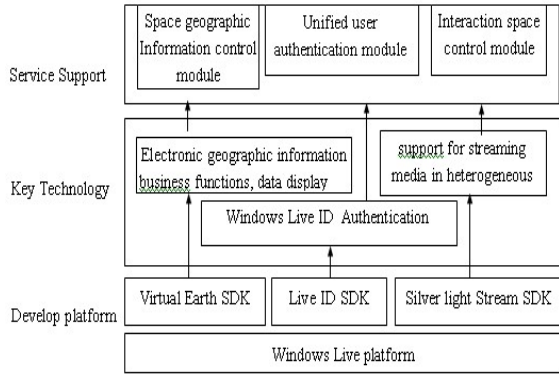 Space geographic
Information control
module
Unified user
authentication module
Interaction space
control module
Service Support
Electronic geographic information
business functions, data display
support for streaming
media in heterogeneous
Key Technology
Windows Live ID Authentication
Virtual Earth SDK
Live ID SDK
Silver light Stream SDK
Develop platform
Windows Live platform